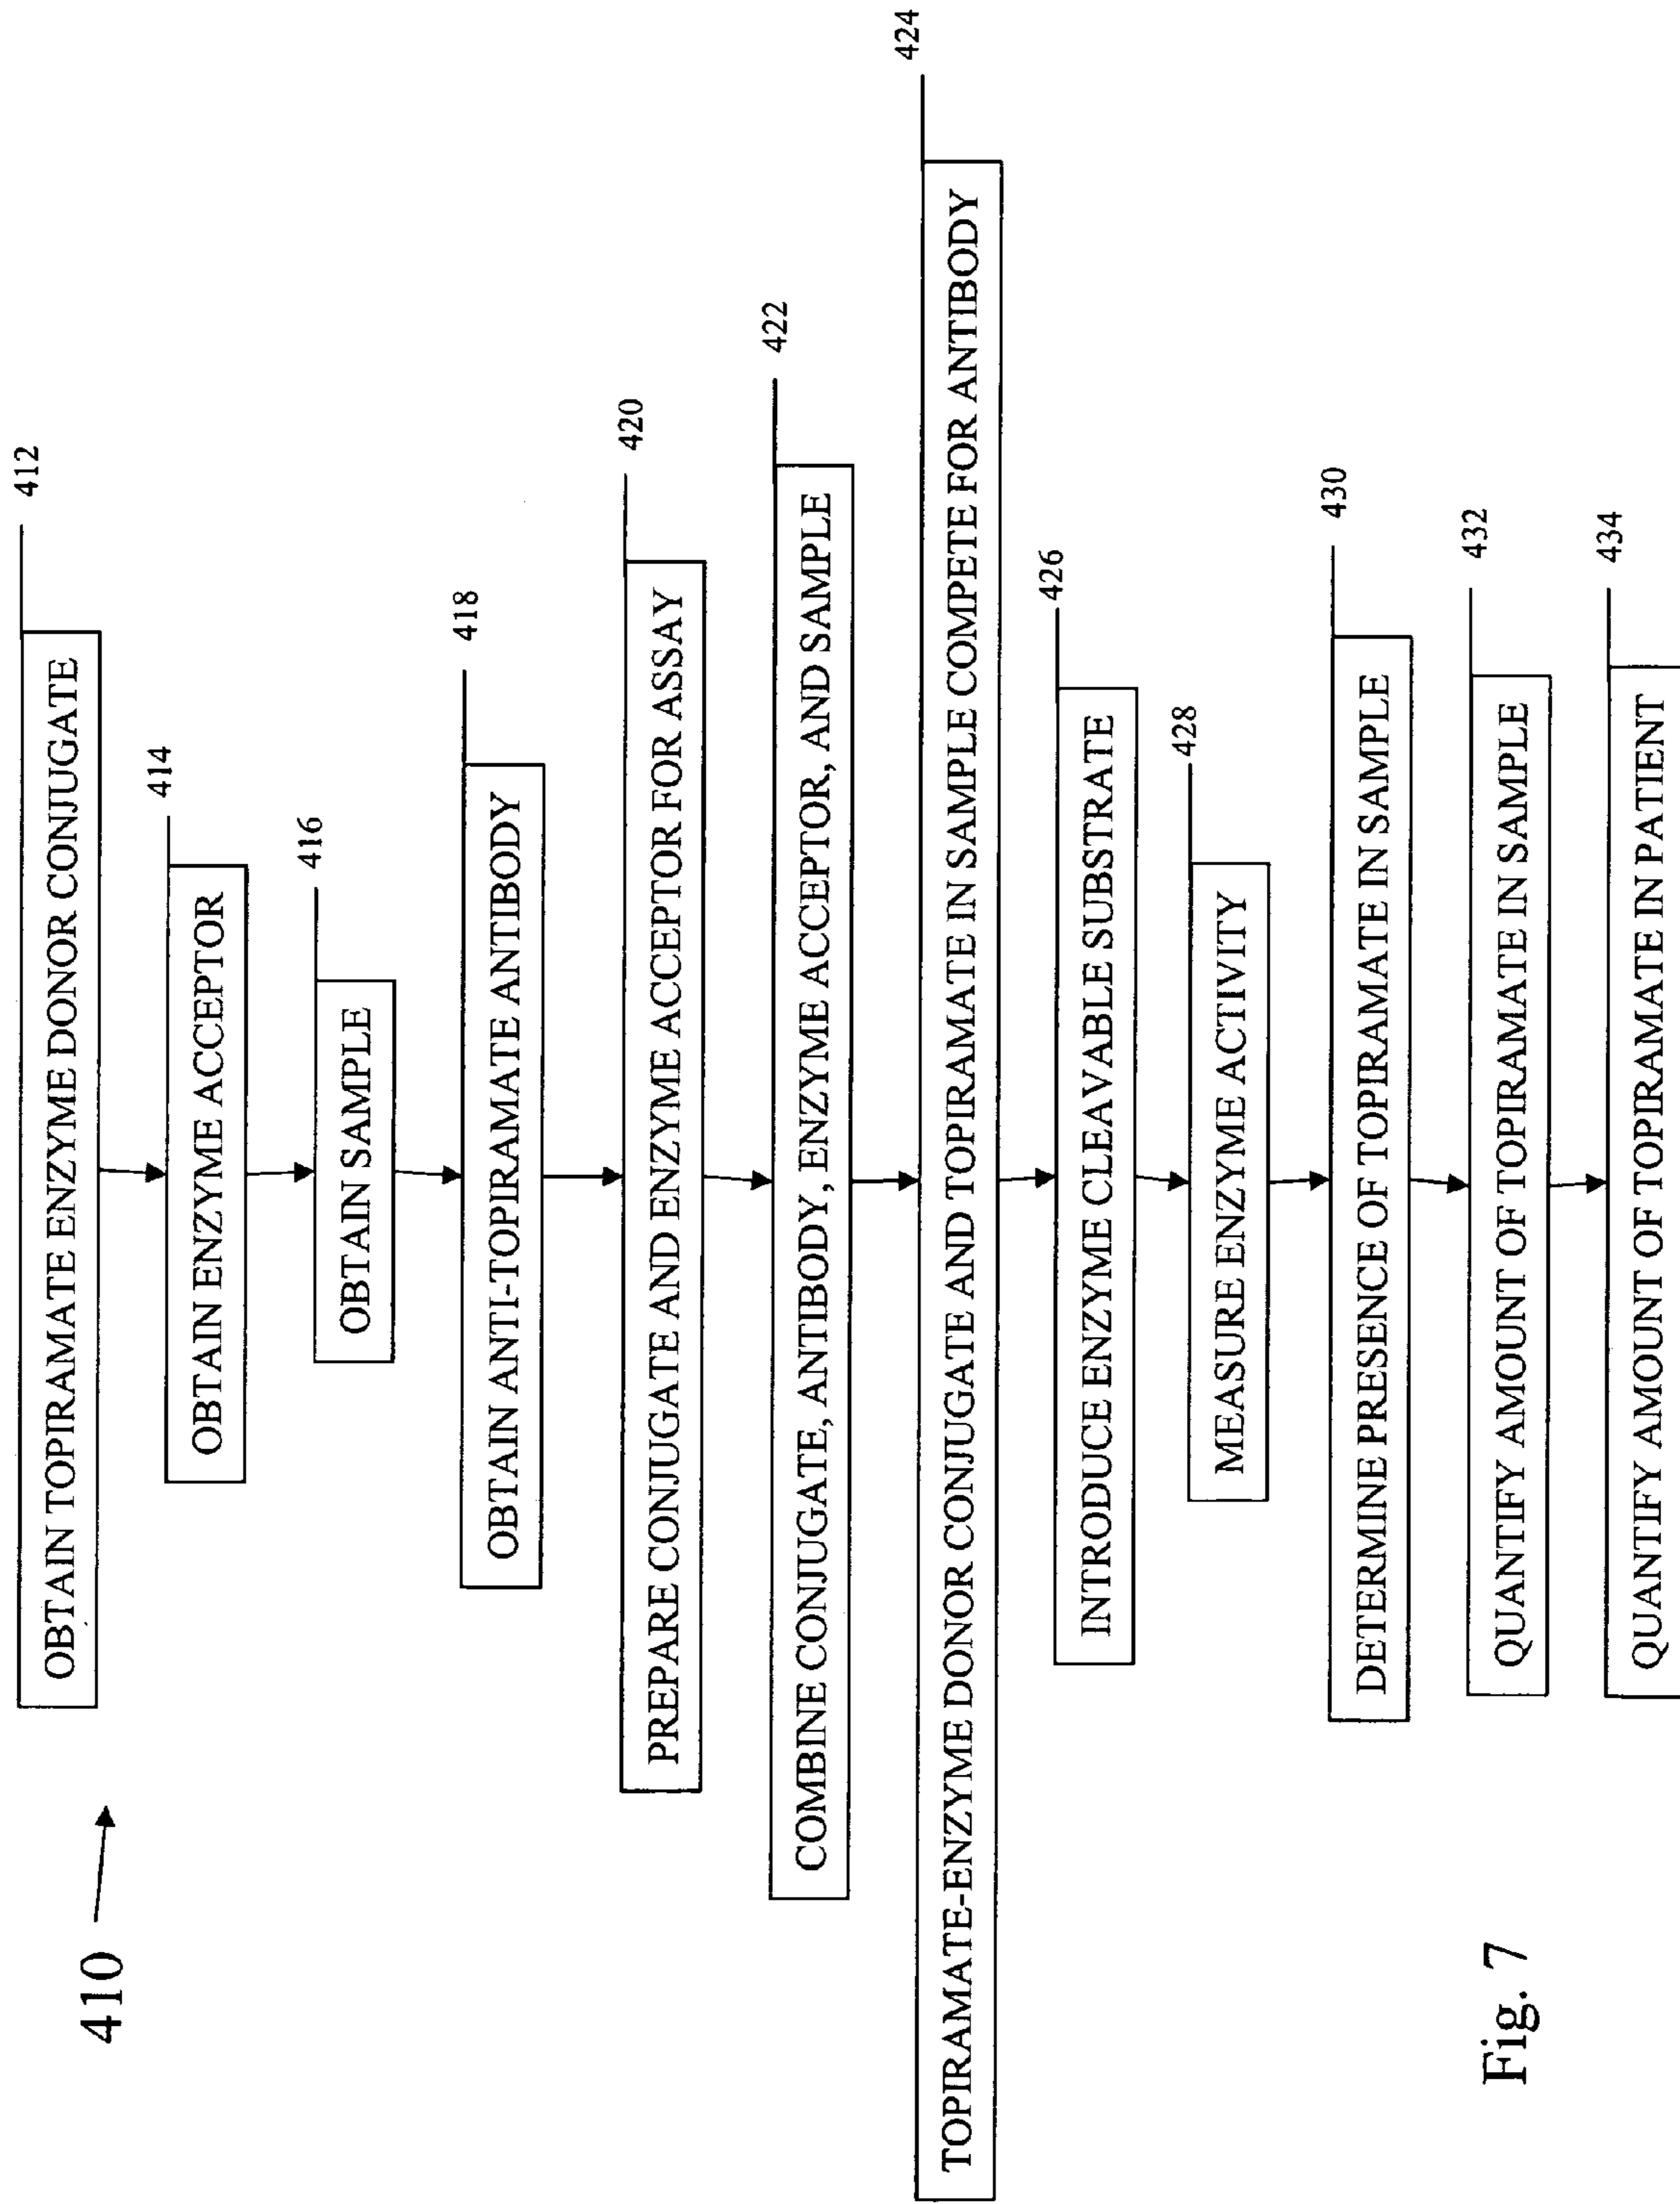 410
412
OBTAIN TOPIRAMATE ENZYME DONOR CONJUGATE
414
OBTAIN ENZYME ACCEPTOR
416
OBTAIN SAMPLE
418
OBTAIN ANTI-TOPIRAMATE ANTIBODY
420
PREPARE CONJUGATE AND ENZYME ACCEPTOR FOR ASSAY
422
COMBINE CONJUGATE, ANTIBODY, ENZYME ACCEPTOR, AND SAMPLE
424
TOPIRAMATE-ENZYME DONOR CONJUGATE AND TOPIRAMATE IN SAMPLE COMPETE FOR ANTIBODY
426
INTRODUCE ENZYME CLEAVABLE SUBSTRATE
428
MEASURE ENZYME ACTIVITY
430
DETERMINE PRESENCE OF TOPIRAMATE IN SAMPLE
432
QUANTIFY AMOUNT OF TOPIRAMATE IN SAMPLE
434
QUANTIFY AMOUNT OF TOPIRAMATE IN PATIENT
Fig. 7